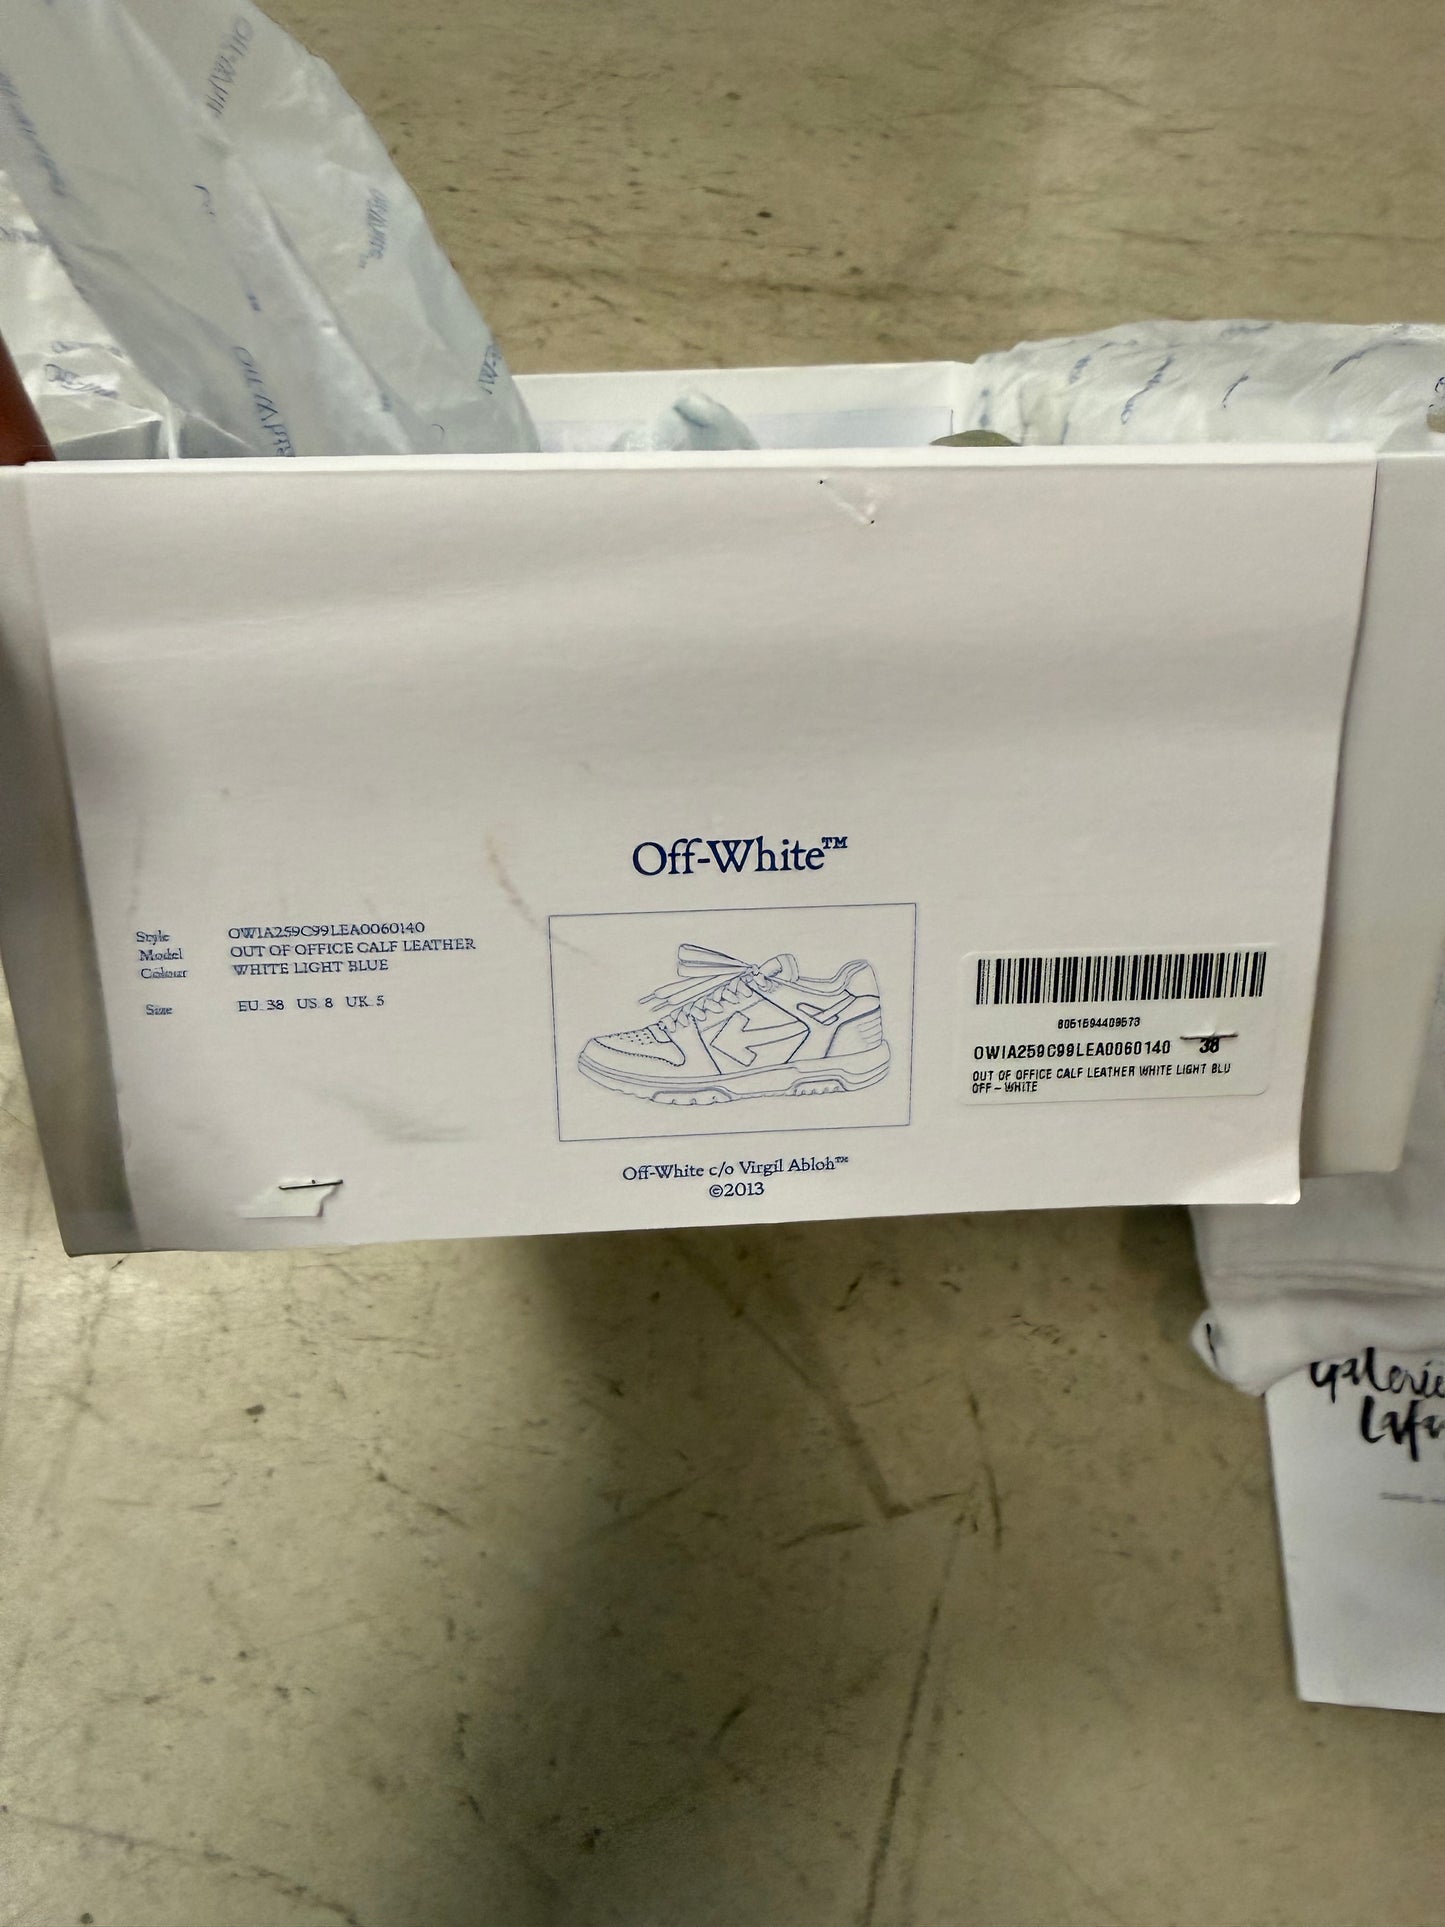 Off-White™
Style OWIA259C99LEA0060140
Model OUT OF OFFICE CALF LEATHER
Colour WHITE LIGHT BLUE
Size EU 38 US 8 UK 5
Off-White c/o Virgil Abloh™
©2013
8051594409573
OWIA259C99LEA0060140 38
OUT OF OFFICE CALF LEATHER WHITE LIGHT BLU
OFF-WHITE